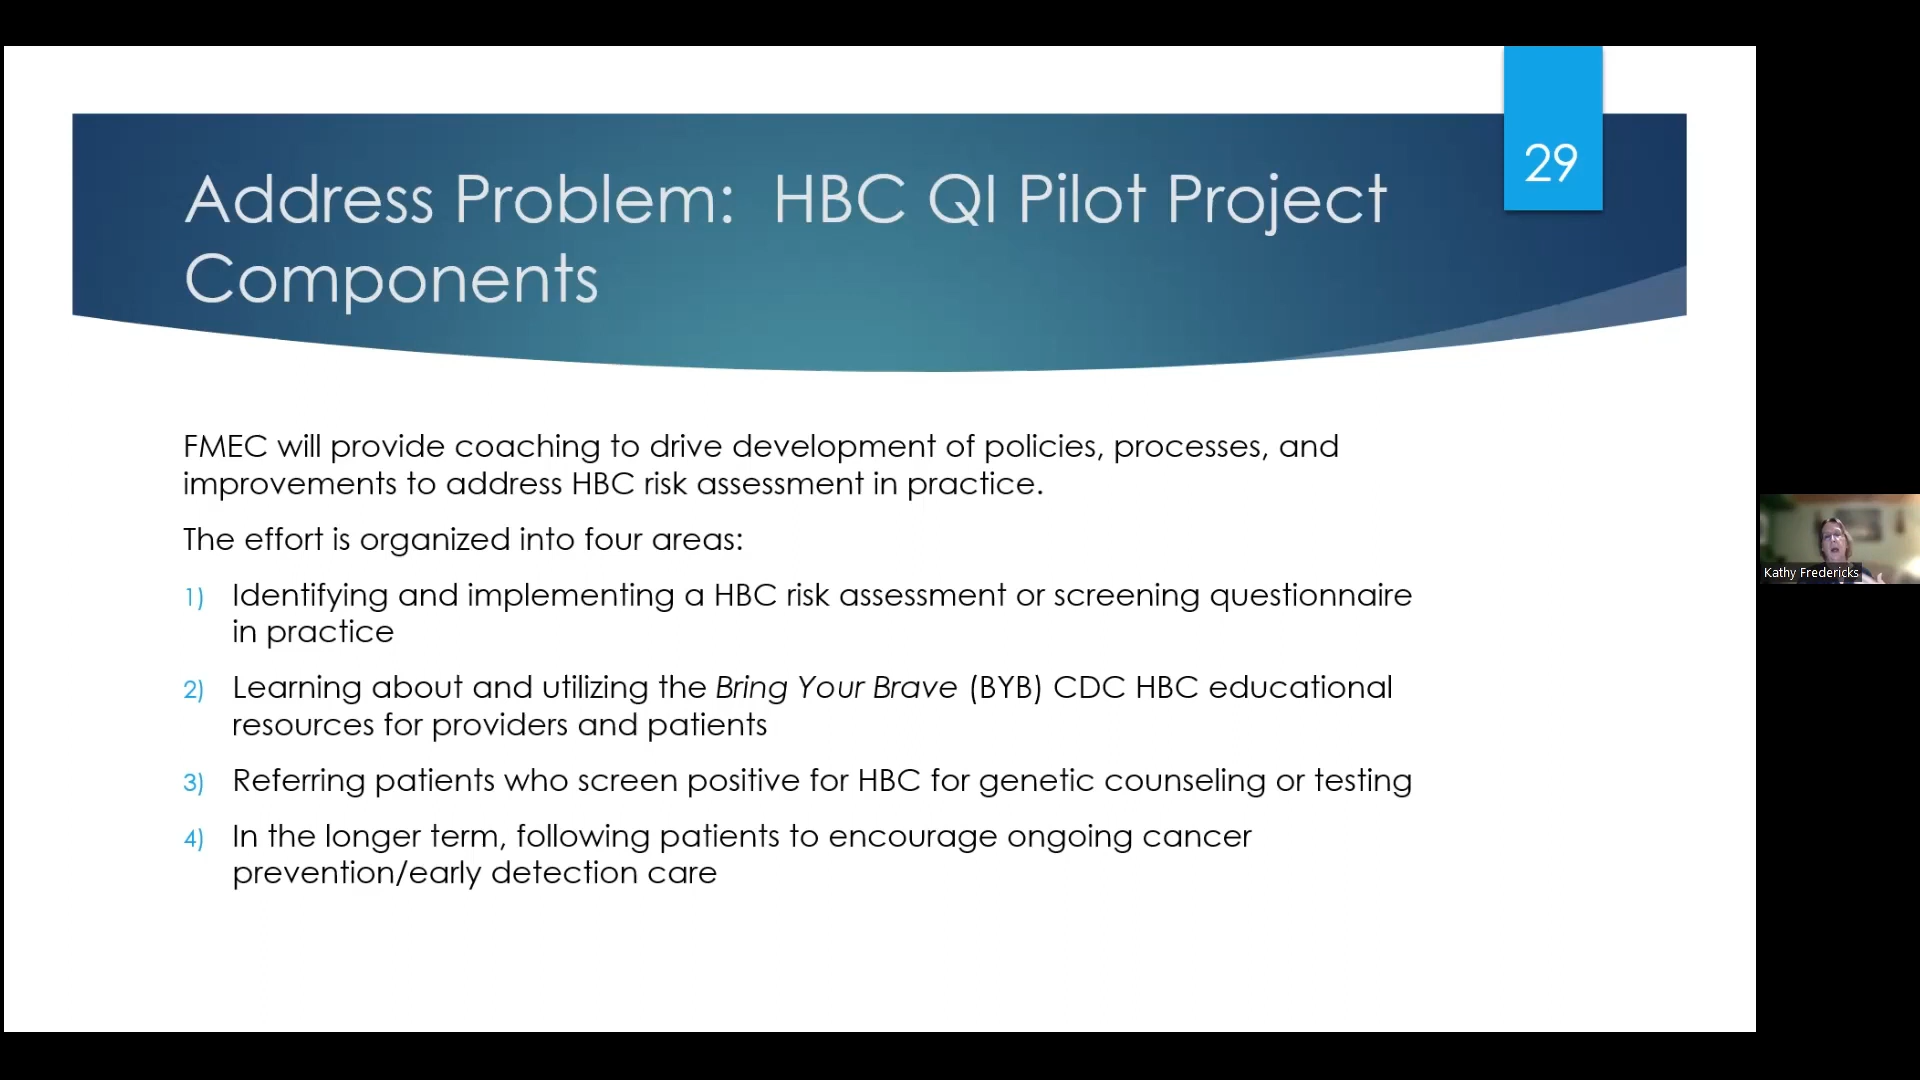 29
Address Problem:  HBC QI Pilot Project
Components
FMEC will provide coaching to drive development of policies, processes, and
improvements to address HBC risk assessment in practice.
The effort is organized into four areas:
1) Identifying and implementing a HBC risk assessment or screening questionnaire
in practice
2) Learning about and utilizing the Bring Your Brave (BYB) CDC HBC educational
resources for providers and patients
3) Referring patients who screen positive for HBC for genetic counseling or testing
4) In the longer term, following patients to encourage ongoing cancer
prevention/early detection care
Kathy Fredericks